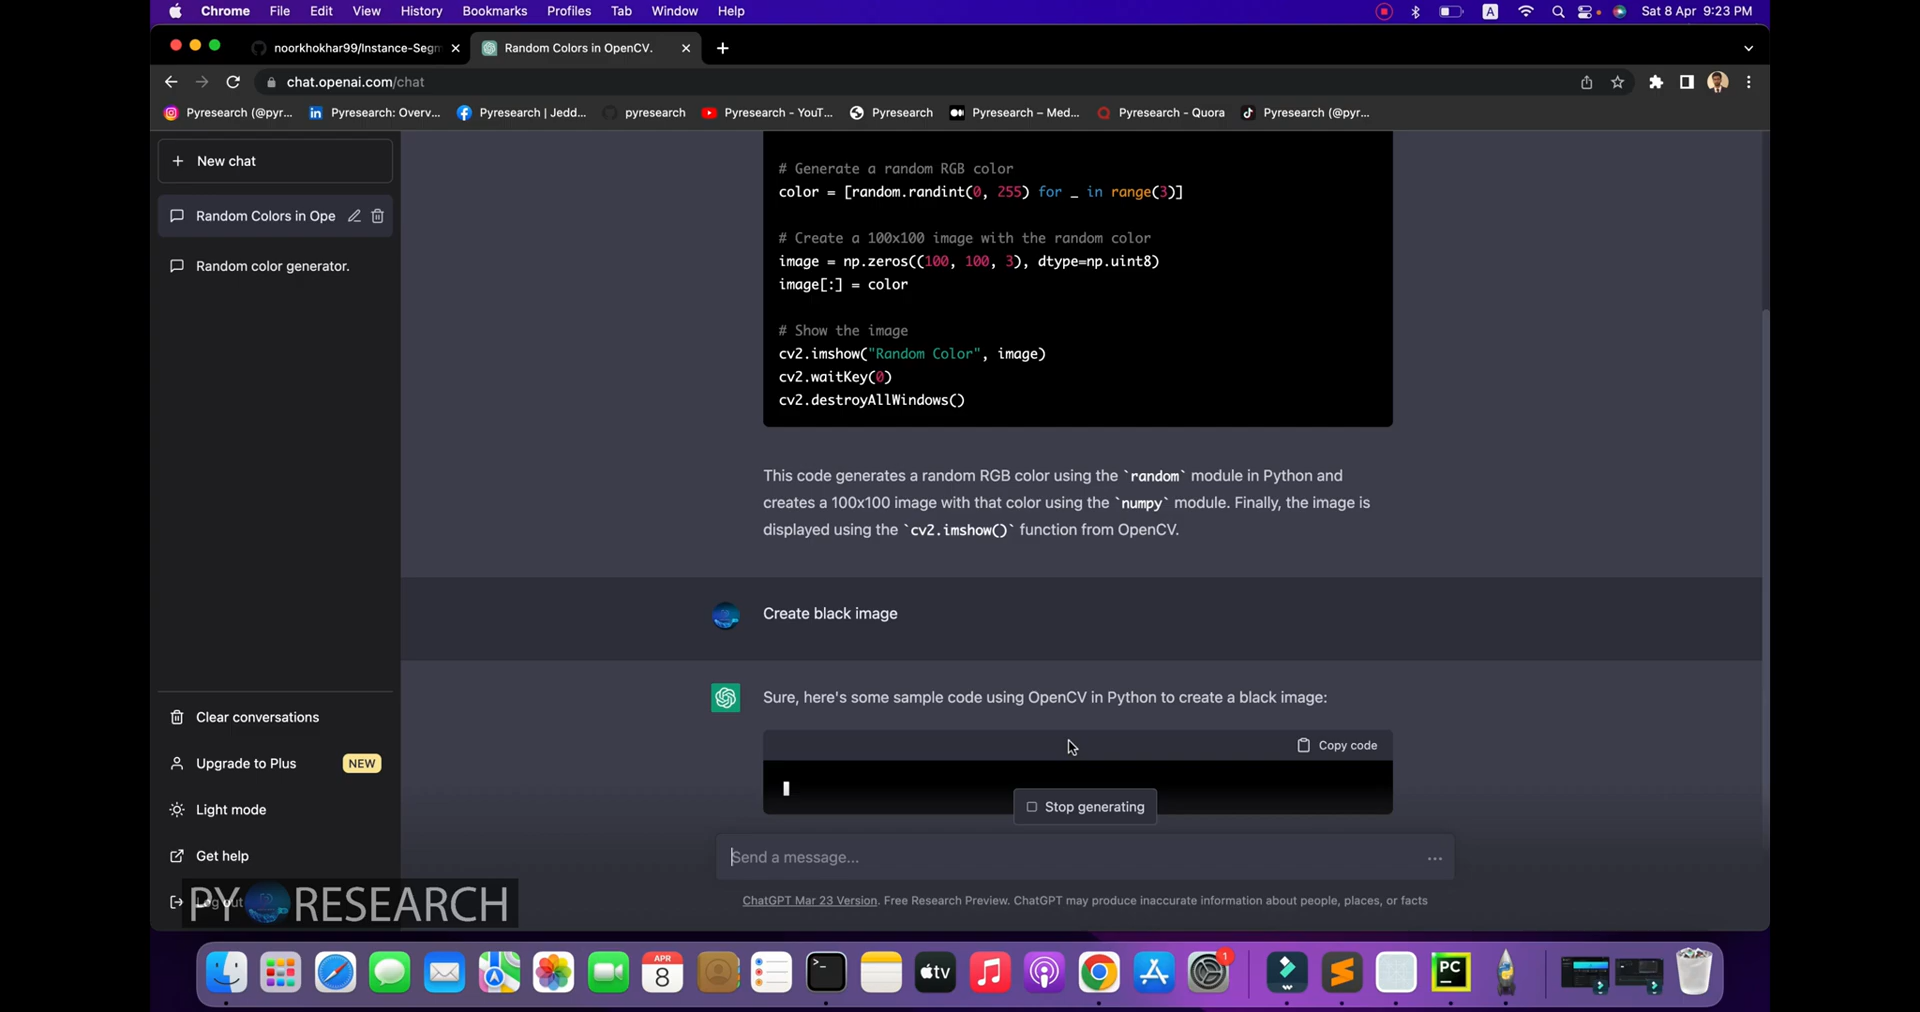 Chrome File Edit View History Bookmarks Profiles Tab Window Help
A
Sat 8 Apr 9:23 PM
noorkhokhar99/Instance-Segm
Random Colors in OpenCV.
chat.openai.com/chat
Pyresearch (@pyr...
Pyresearch: Overv...
Pyresearch | Jedd...
pyresearch
Pyresearch - YouT...
Pyresearch
Pyresearch – Med...
Pyresearch - Quora
Pyresearch (@pyr...
New chat
Random Colors in Ope
Random color generator.
# Generate a random RGB color
color = [random.randint(0, 255) for _ in range(3)]
# Create a 100x100 image with the random color
image = np.zeros((100, 100, 3), dtype=np.uint8)
image[:] = color
# Show the image
cv2.imshow("Random Color", image)
cv2.waitKey(0)
cv2.destroyAllWindows()
This code generates a random RGB color using the `random` module in Python and
creates a 100x100 image with that color using the `numpy` module. Finally, the image is
displayed using the `cv2.imshow()` function from OpenCV.
Create black image
Sure, here's some sample code using OpenCV in Python to create a black image:
Copy code
Stop generating
Send a message...
ChatGPT Mar 23 Version. Free Research Preview. ChatGPT may produce inaccurate information about people, places, or facts
Clear conversations
Upgrade to Plus
NEW
Light mode
Get help
Log out
PY RESEARCH
APR
8
tv
1
PC